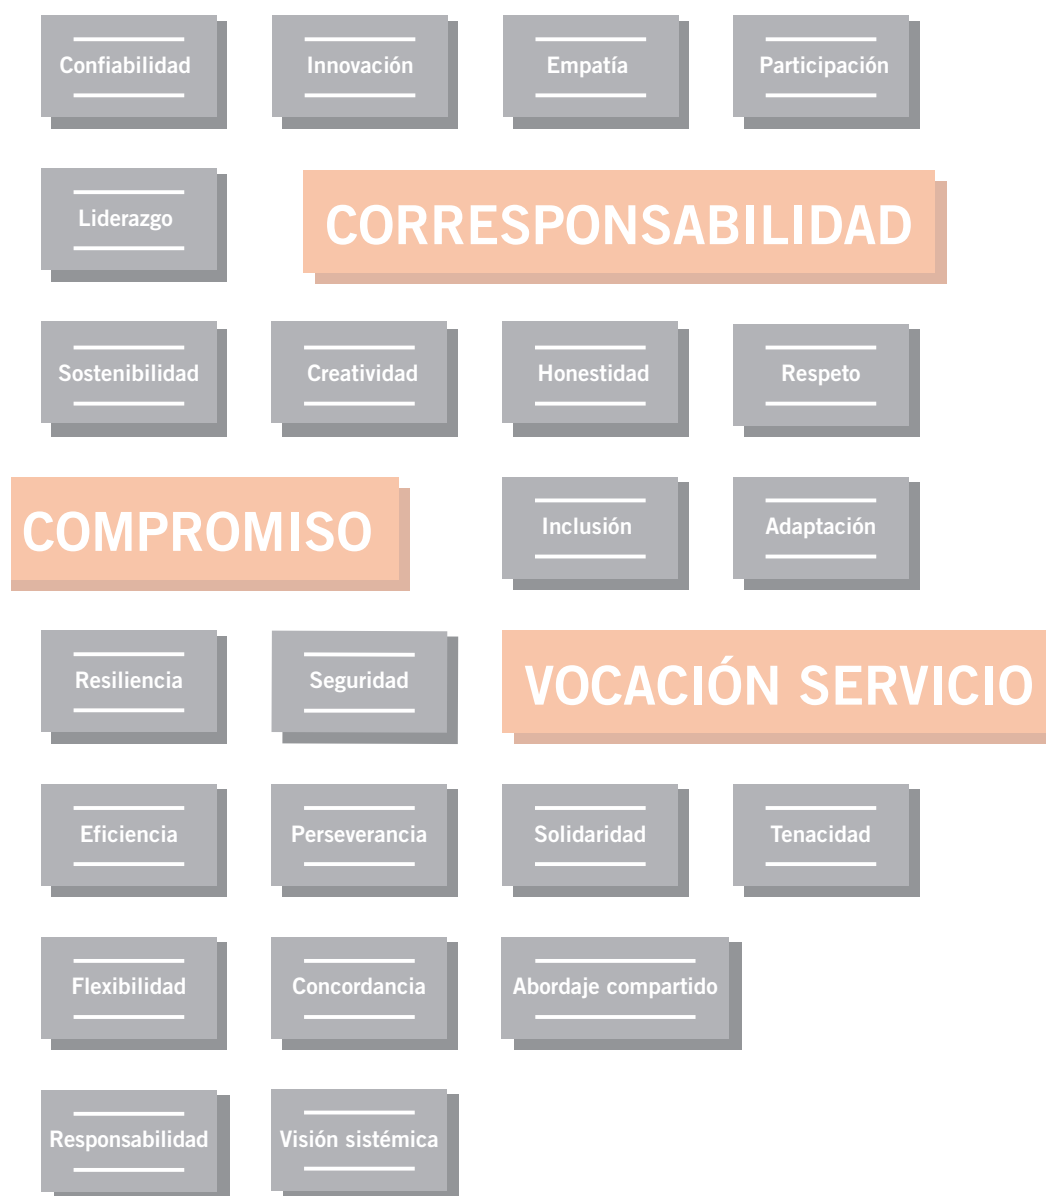 Confiabilidad
Innovación
Empatía
Participación
Liderazgo
CORRESPONSABILIDAD
Sostenibilidad
Creatividad
Honestidad
Respeto
COMPROMISO
Inclusión
Adaptación
Resiliencia
Seguridad
VOCACIÓN SERVICIO
Eficiencia
Perseverancia
Solidaridad
Tenacidad
Flexibilidad
Concordancia
Abordaje compartido
Responsabilidad
Visión sistémica